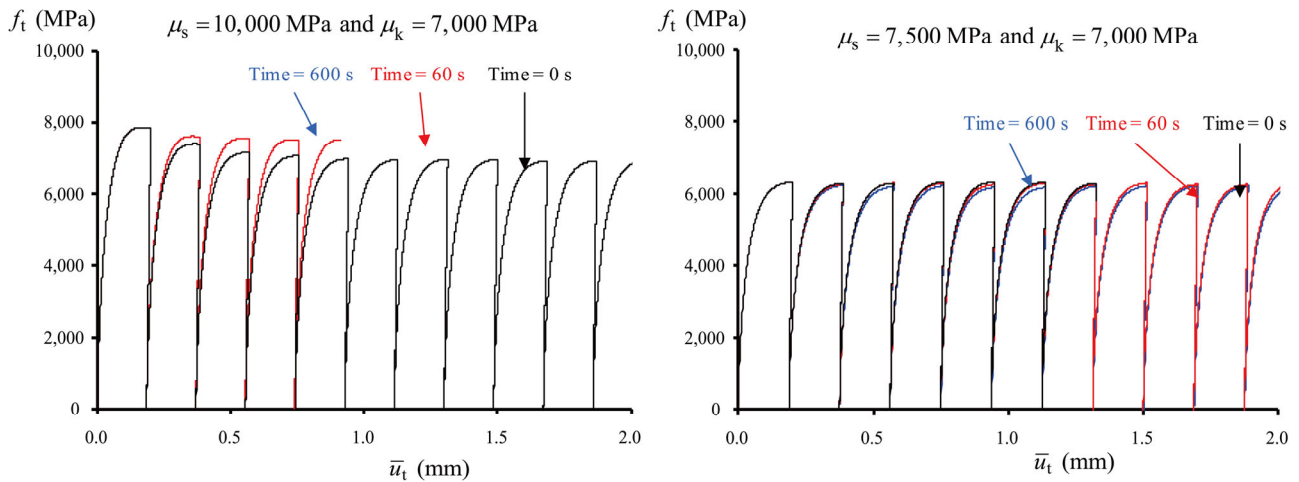 f_t (MPa)
μ_s = 10,000 MPa and μ_k = 7,000 MPa
10,000
8,000
6,000
4,000
2,000
0
Time = 600 s
Time = 60 s
Time = 0 s
0.0
0.5
1.0
1.5
2.0
ū_t (mm)
f_t (MPa)
μ_s = 7,500 MPa and μ_k = 7,000 MPa
10,000
8,000
6,000
4,000
2,000
0
Time = 600 s
Time = 60 s
Time = 0 s
0.0
0.5
1.0
1.5
2.0
ū_t (mm)